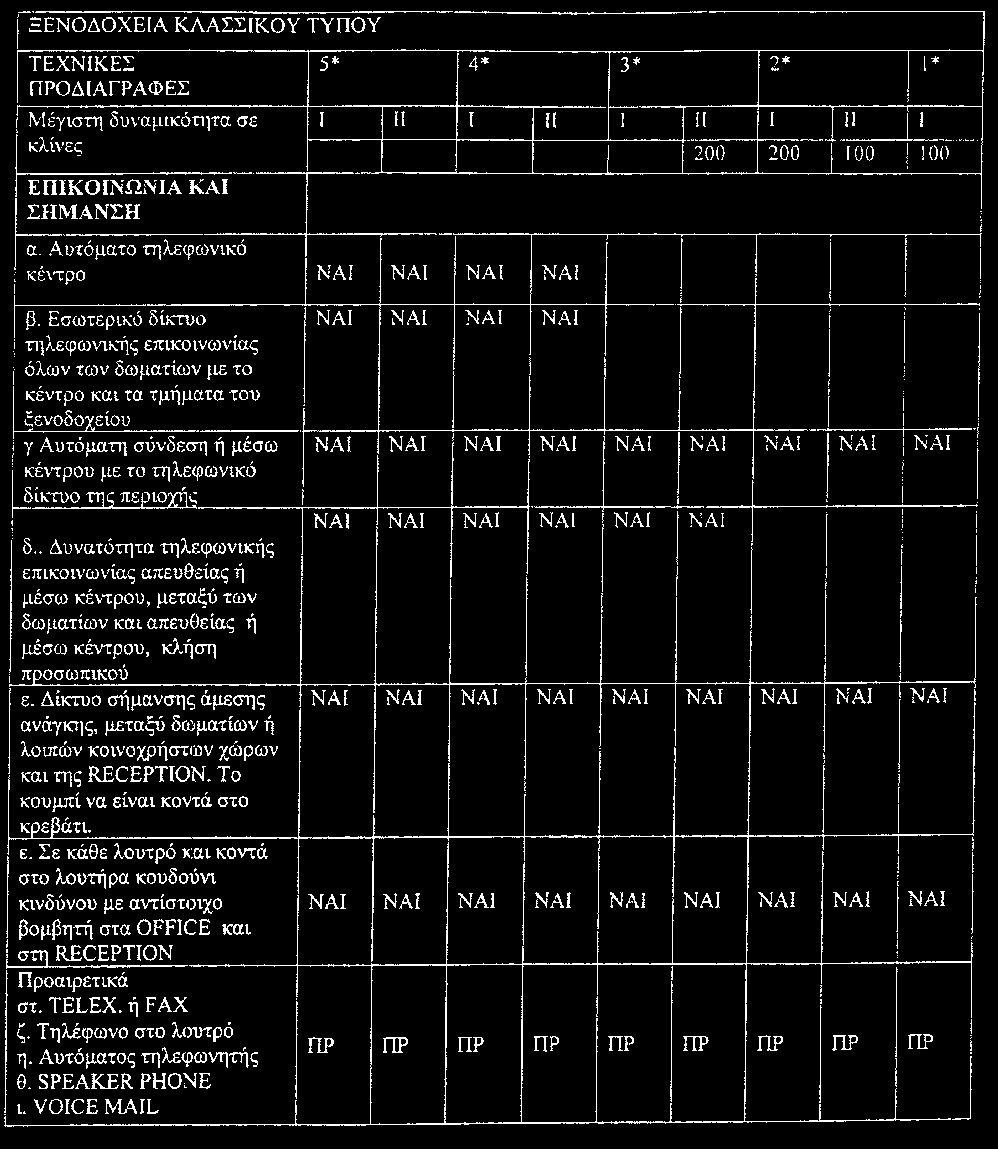 ΞΕΝΟΔΟΧΕΙΑ ΚΛΑΣΣΙΚΟΥ ΤΥΠΟΥ
ΤΕΧΝΙΚΕΣ 5* 4* 3* 2* 1*
ΠΡΟΔΙΑΓΡΑΦΕΣ
Μέγιστη δυναμικότητα σε I II I II I II I II I
κλίνες 200 200 100 100
ΕΠΙΚΟΙΝΩΝΙΑ ΚΑΙ
ΣΗΜΑΝΣΗ
α. Αυτόματο τηλεφωνικό
κέντρο ΝΑΙ ΝΑΙ ΝΑΙ ΝΑΙ
β. Εσωτερικό δίκτυο ΝΑΙ ΝΑΙ ΝΑΙ ΝΑΙ
τηλεφωνικής επικοινωνίας
όλων των δωματίων με το
κέντρο και τα τμήματα του
ξενοδοχείου
γ Αυτόματη σύνδεση ή μέσω ΝΑΙ ΝΑΙ ΝΑΙ ΝΑΙ ΝΑΙ ΝΑΙ ΝΑΙ ΝΑΙ ΝΑΙ
κέντρου με το τηλεφωνικό
δίκτυο της περιοχής
ΝΑΙ ΝΑΙ ΝΑΙ ΝΑΙ ΝΑΙ ΝΑΙ
δ.. Δυνατότητα τηλεφωνικής
επικοινωνίας απευθείας ή
μέσω κέντρου, μεταξύ των
δωματίων και απευθείας ή
μέσω κέντρου, κλήση
προσωπικού
ε. Δίκτυο σήμανσης άμεσης ΝΑΙ ΝΑΙ ΝΑΙ ΝΑΙ ΝΑΙ ΝΑΙ ΝΑΙ ΝΑΙ ΝΑΙ
ανάγκης, μεταξύ δωματίων ή
λοιπών κοινοχρήστων χώρων
και της RECEPTION. Το
κουμπί να είναι κοντά στο
κρεβάτι.
ε. Σε κάθε λουτρό και κοντά
στο λουτήρα κουδούνι
κινδύνου με αντίστοιχο ΝΑΙ ΝΑΙ ΝΑΙ ΝΑΙ ΝΑΙ ΝΑΙ ΝΑΙ ΝΑΙ ΝΑΙ
βομβητή στα OFFICE και
στη RECEPTION
Προαιρετικά
στ. TELEX. ή FAX
ζ. Τηλέφωνο στο λουτρό
η. Αυτόματος τηλεφωνητής ΠΡ ΠΡ ΠΡ ΠΡ ΠΡ ΠΡ ΠΡ ΠΡ ΠΡ
θ. SPEAKER PHONE
ι. VOICE MAIL